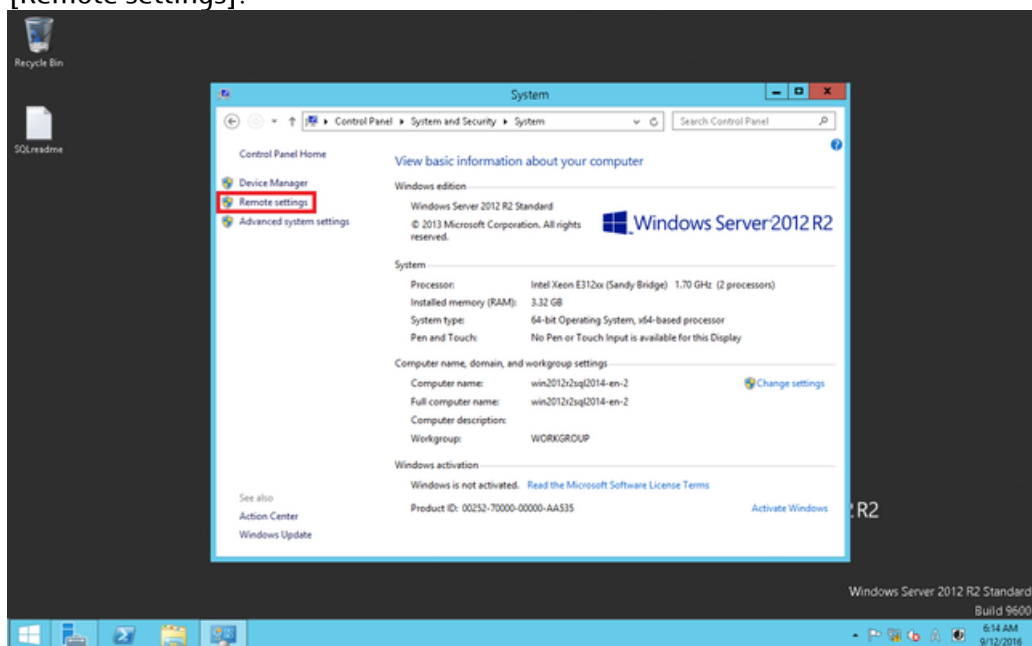 [Remote settings].
Recycle Bin
SQLreadme
System
Control Panel ▸ System and Security ▸ System
Search Control Panel
Control Panel Home
Device Manager
Remote settings
Advanced system settings
View basic information about your computer
Windows edition
Windows Server 2012 R2 Standard
© 2013 Microsoft Corporation. All rights
reserved.
Windows Server 2012 R2
System
Processor: Intel Xeon E312xx (Sandy Bridge) 1.70 GHz (2 processors)
Installed memory (RAM): 3.32 GB
System type: 64-bit Operating System, x64-based processor
Pen and Touch: No Pen or Touch Input is available for this Display
Computer name, domain, and workgroup settings
Computer name: win2012r2sql2014-en-2 Change settings
Full computer name: win2012r2sql2014-en-2
Computer description:
Workgroup: WORKGROUP
Windows activation
Windows is not activated. Read the Microsoft Software License Terms
Product ID: 00252-70000-00000-AA535 Activate Windows
See also
Action Center
Windows Update
R2
Windows Server 2012 R2 Standard
Build 9600
6:14 AM
9/12/2016